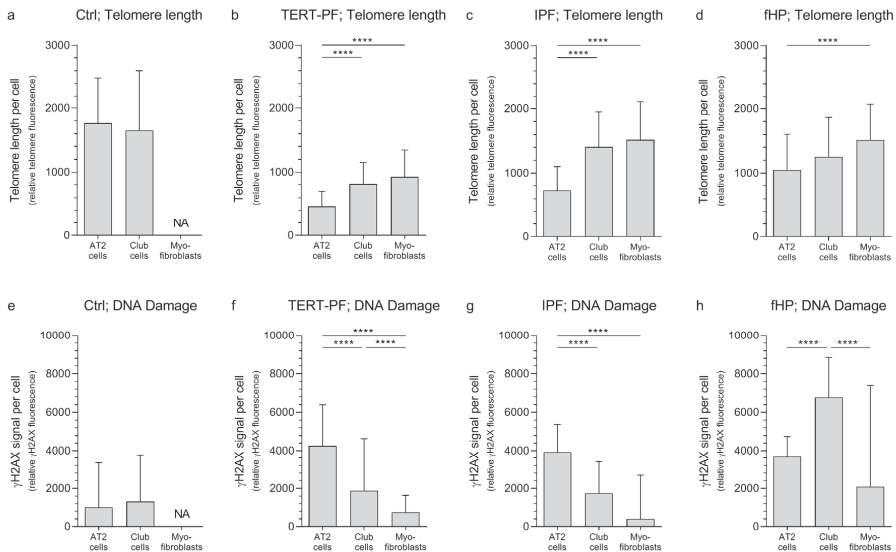 a Ctrl; Telomere length
Telomere length per cell
(relative telomere fluorescence)
3000
2000
1000
0
NA
AT2 cells
Club cells
Myo-fibroblasts
b TERT-PF; Telomere length
Telomere length per cell
(relative telomere fluorescence)
3000
2000
1000
0
****
****
AT2 cells
Club cells
Myo-fibroblasts
c IPF; Telomere length
Telomere length per cell
(relative telomere fluorescence)
3000
2000
1000
0
****
****
AT2 cells
Club cells
Myo-fibroblasts
d fHP; Telomere length
Telomere length per cell
(relative telomere fluorescence)
3000
2000
1000
0
****
AT2 cells
Club cells
Myo-fibroblasts
e Ctrl; DNA Damage
γH2AX signal per cell
(relative γH2AX fluorescence)
10000
8000
6000
4000
2000
0
NA
AT2 cells
Club cells
Myo-fibroblasts
f TERT-PF; DNA Damage
γH2AX signal per cell
(relative γH2AX fluorescence)
10000
8000
6000
4000
2000
0
****
**** ****
AT2 cells
Club cells
Myo-fibroblasts
g IPF; DNA Damage
γH2AX signal per cell
(relative γH2AX fluorescence)
10000
8000
6000
4000
2000
0
****
****
AT2 cells
Club cells
Myo-fibroblasts
h fHP; DNA Damage
γH2AX signal per cell
(relative γH2AX fluorescence)
10000
8000
6000
4000
2000
0
**** ****
AT2 cells
Club cells
Myo-fibroblasts